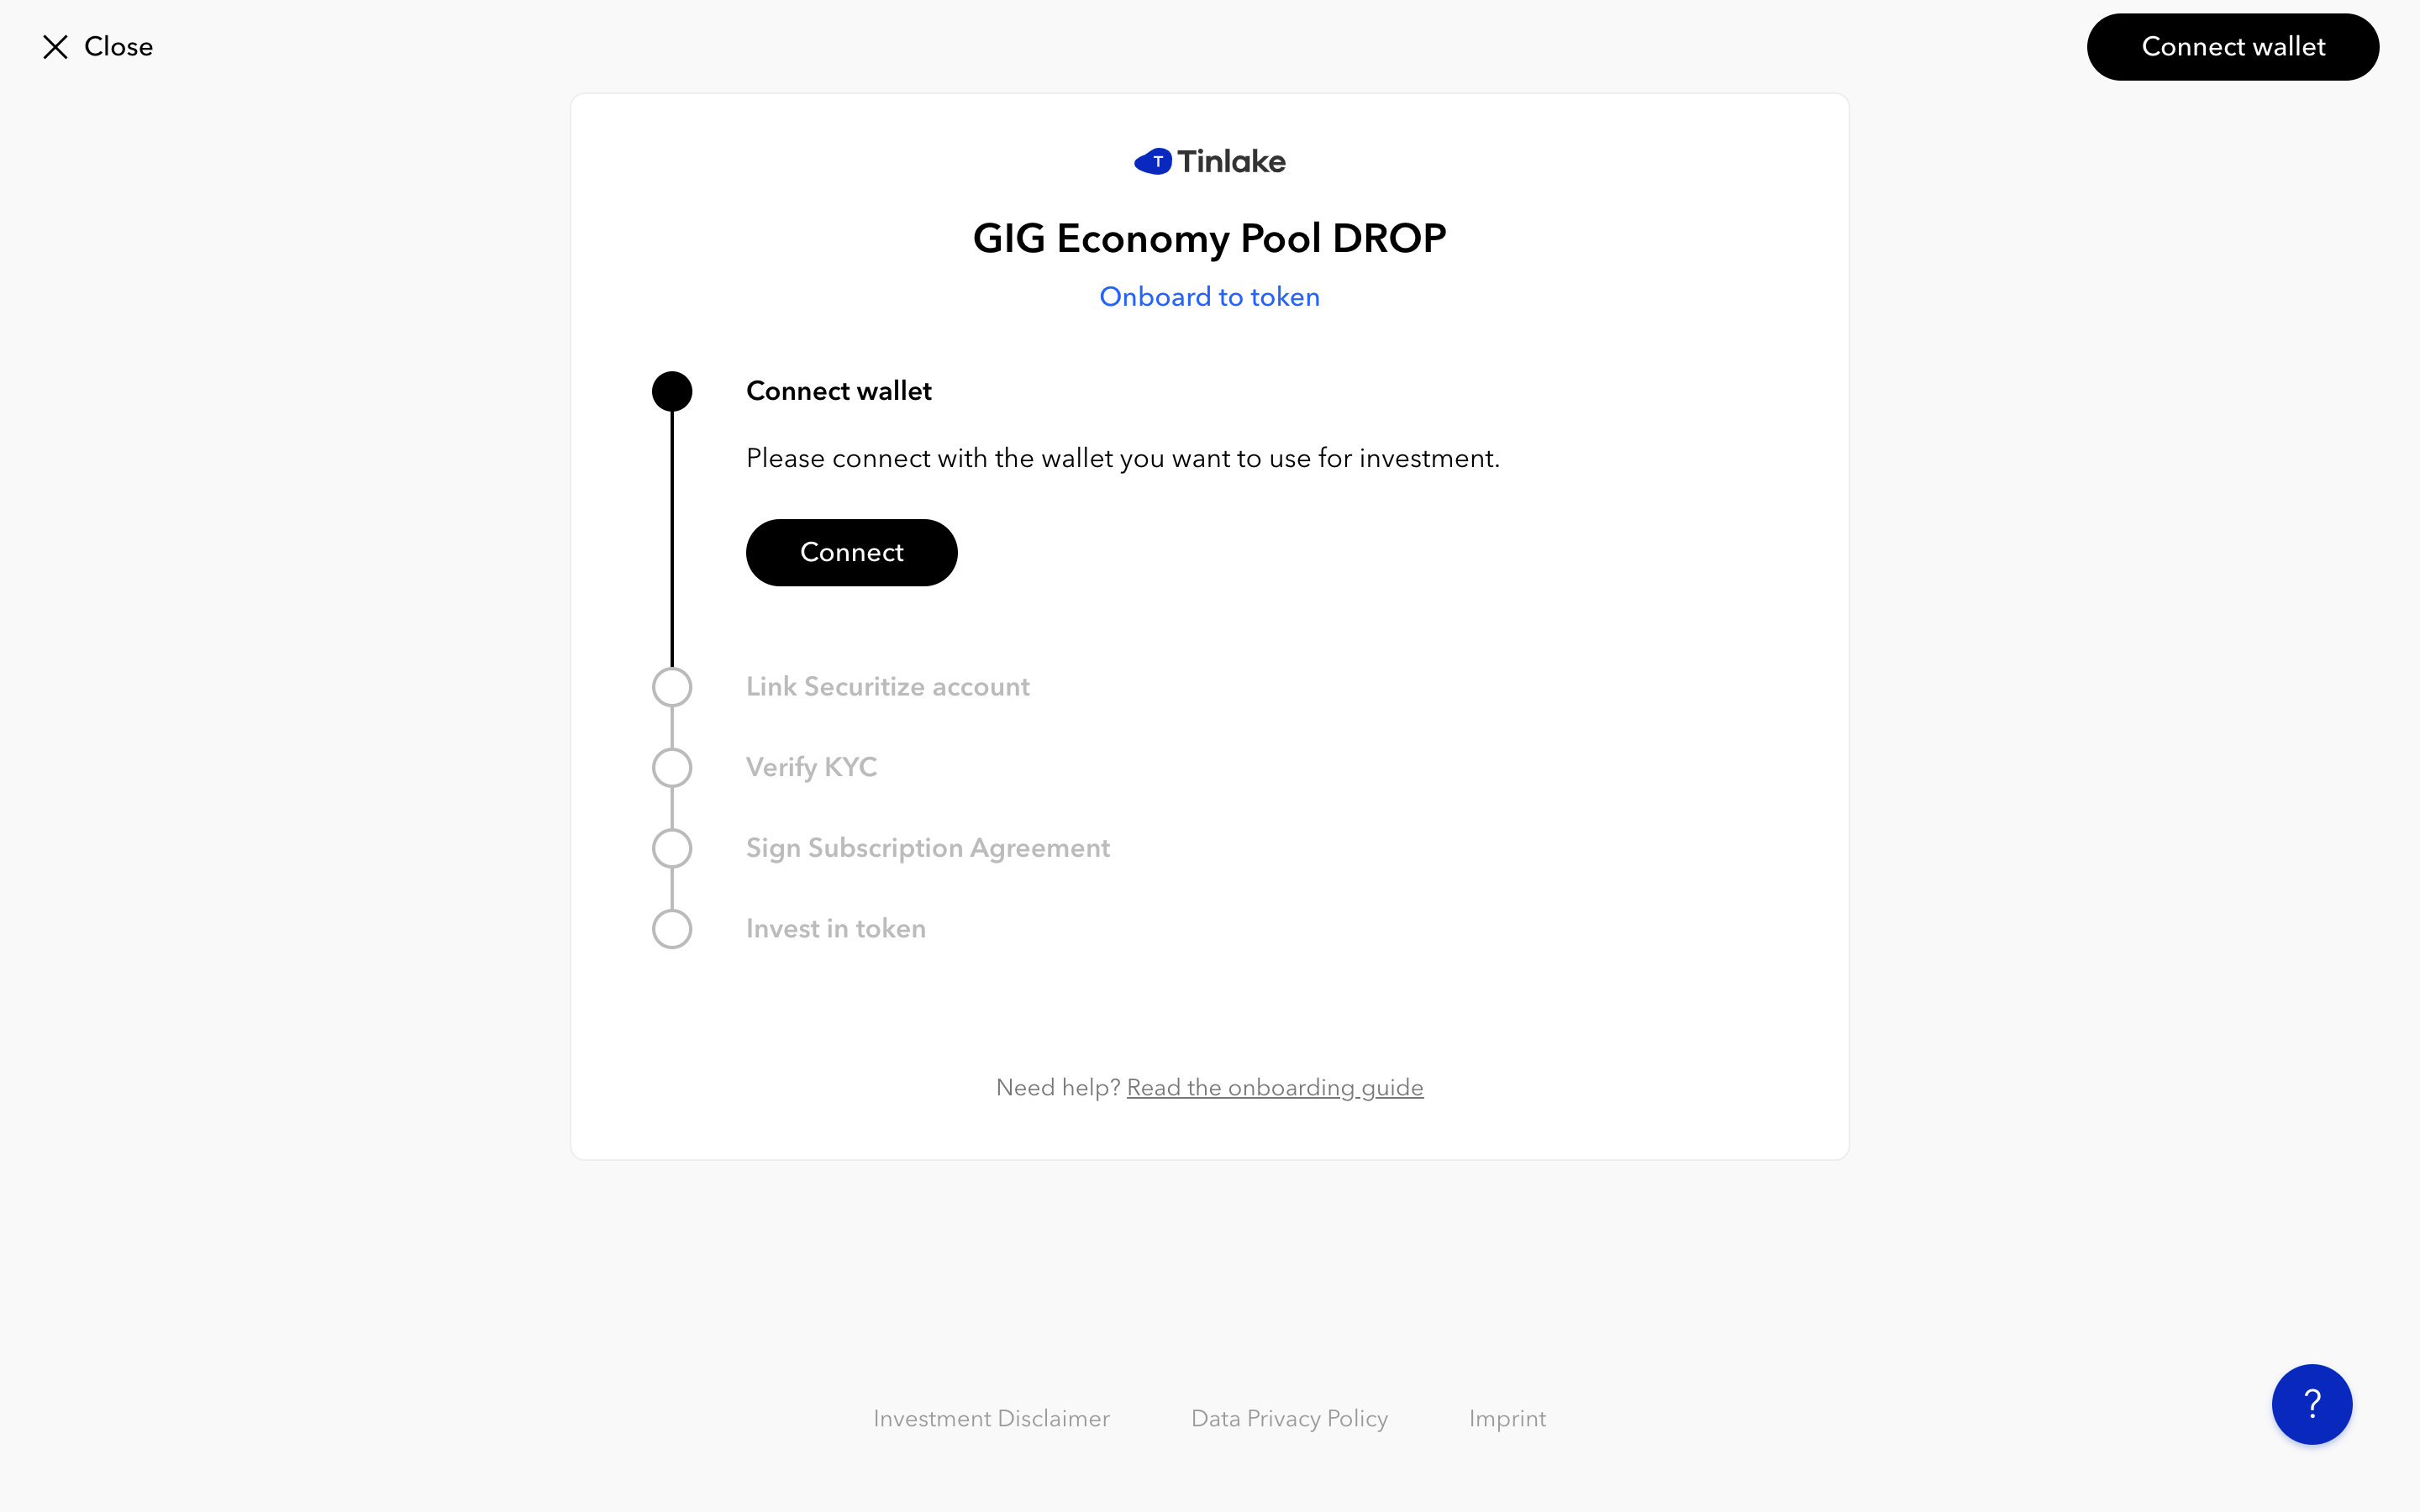 Close
Connect wallet
T Tinlake
GIG Economy Pool DROP
Onboard to token
Connect wallet
Please connect with the wallet you want to use for investment.
Connect
Link Securitize account
Verify KYC
Sign Subscription Agreement
Invest in token
Need help? Read the onboarding guide
Investment Disclaimer
Data Privacy Policy
Imprint
?